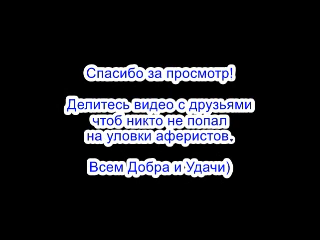 Спасибо за просмотр!
Делитесь видео с друзьями
чтоб никто не попал
на уловки аферистов.
Всем Добра и Удачи)